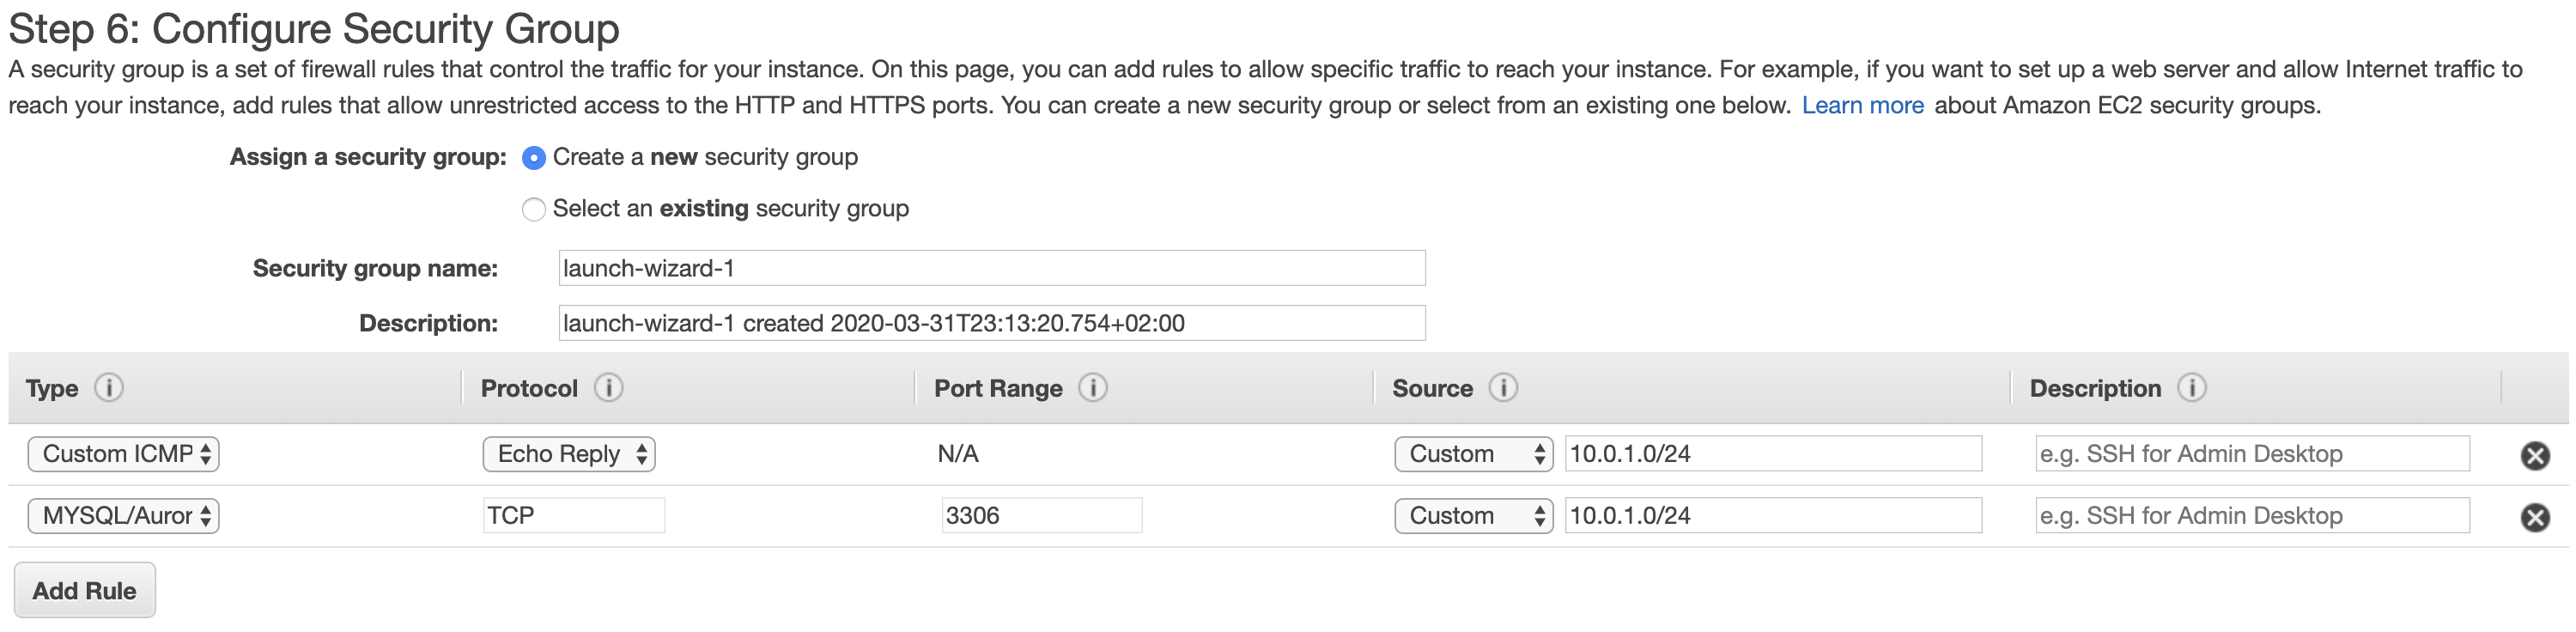 Step 6: Configure Security Group
A security group is a set of firewall rules that control the traffic for your instance. On this page, you can add rules to allow specific traffic to reach your instance. For example, if you want to set up a web server and allow Internet traffic to
reach your instance, add rules that allow unrestricted access to the HTTP and HTTPS ports. You can create a new security group or select from an existing one below. Learn more about Amazon EC2 security groups.
Assign a security group: Create a new security group
Select an existing security group
Security group name: launch-wizard-1
Description: launch-wizard-1 created 2020-03-31T23:13:20.754+02:00
Type i Protocol i Port Range i Source i Description i
Custom ICMP Echo Reply N/A Custom 10.0.1.0/24 e.g. SSH for Admin Desktop
MYSQL/Auror TCP 3306 Custom 10.0.1.0/24 e.g. SSH for Admin Desktop
Add Rule